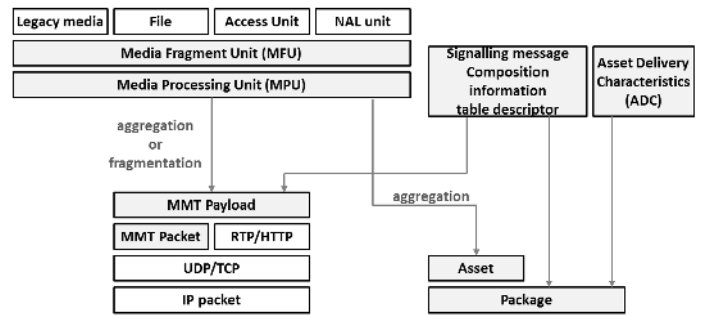 Legacy media
File
Access Unit
NAL unit
Media Fragment Unit (MFU)
Media Processing Unit (MPU)
Signalling message
Composition
information
table descriptor
Asset Delivery
Characteristics
(ADC)
aggregation
or
fragmentation
aggregation
MMT Payload
MMT Packet
RTP/HTTP
UDP/TCP
IP packet
Asset
Package